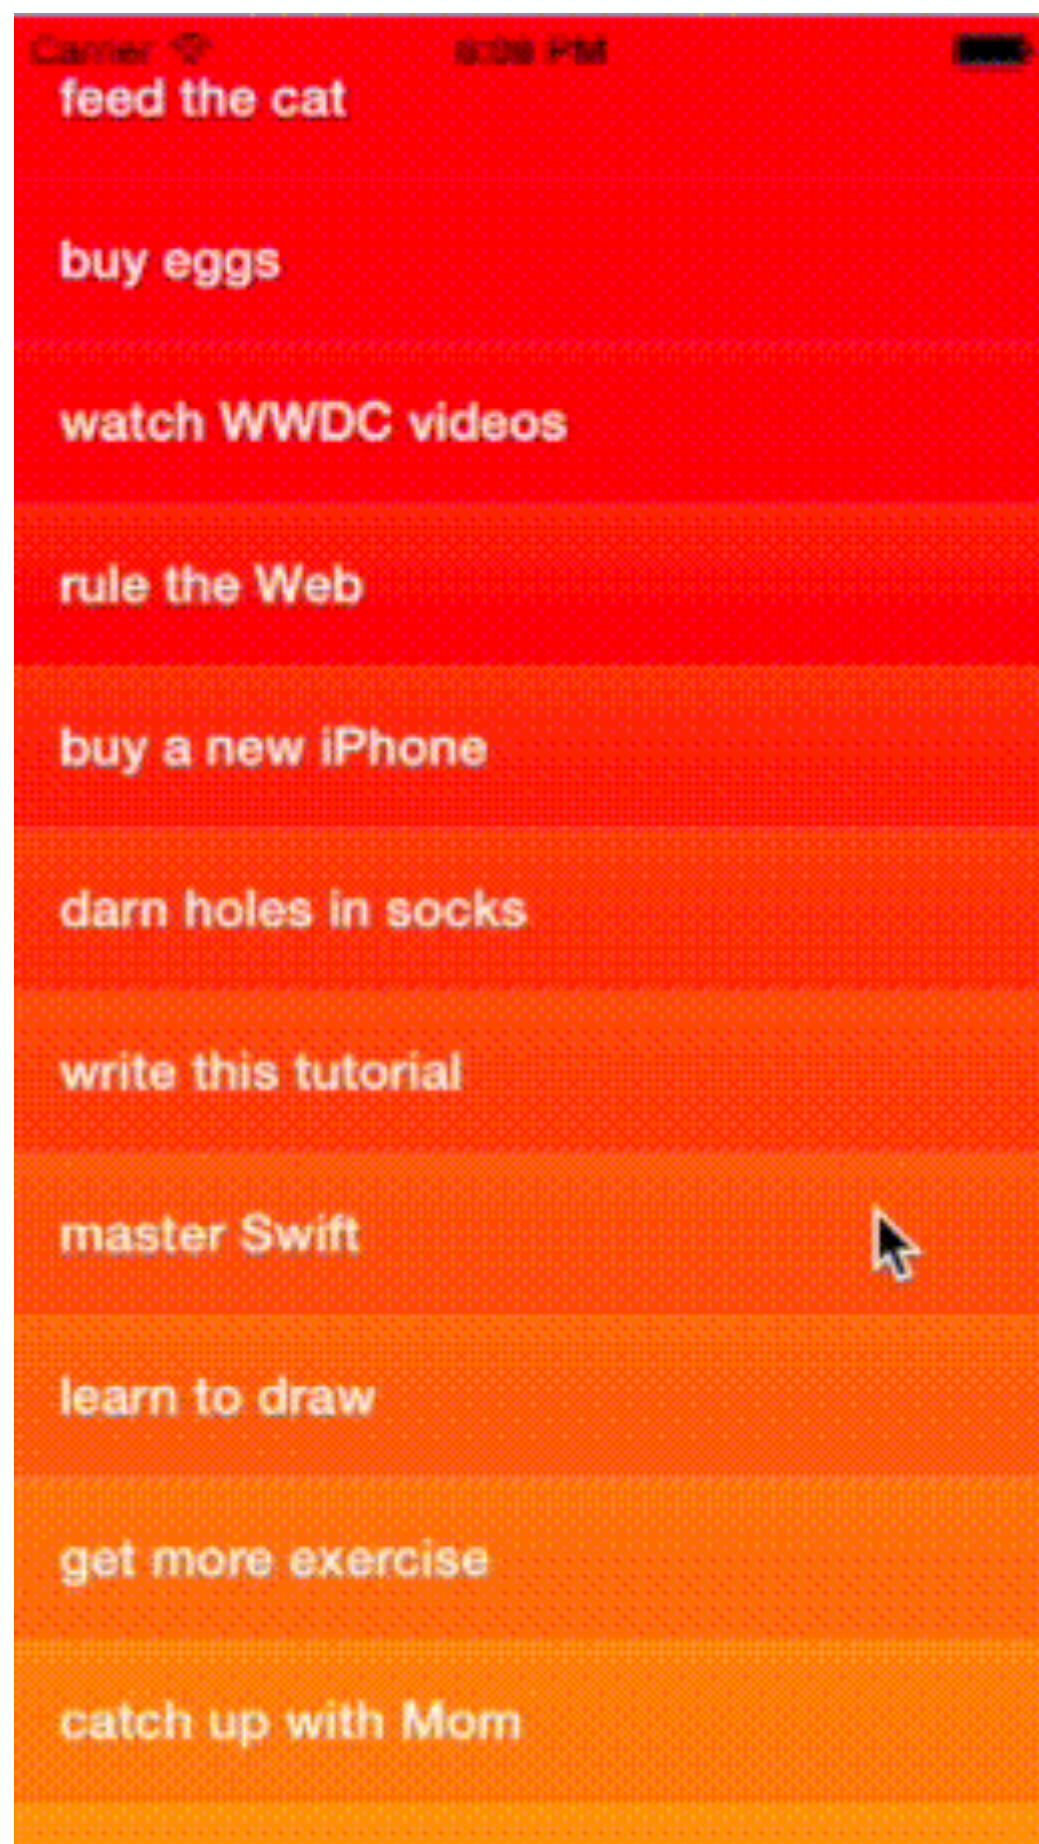 Carrier
feed the cat
buy eggs
watch WWDC videos
rule the Web
buy a new iPhone
darn holes in socks
write this tutorial
master Swift
learn to draw
get more exercise
catch up with Mom